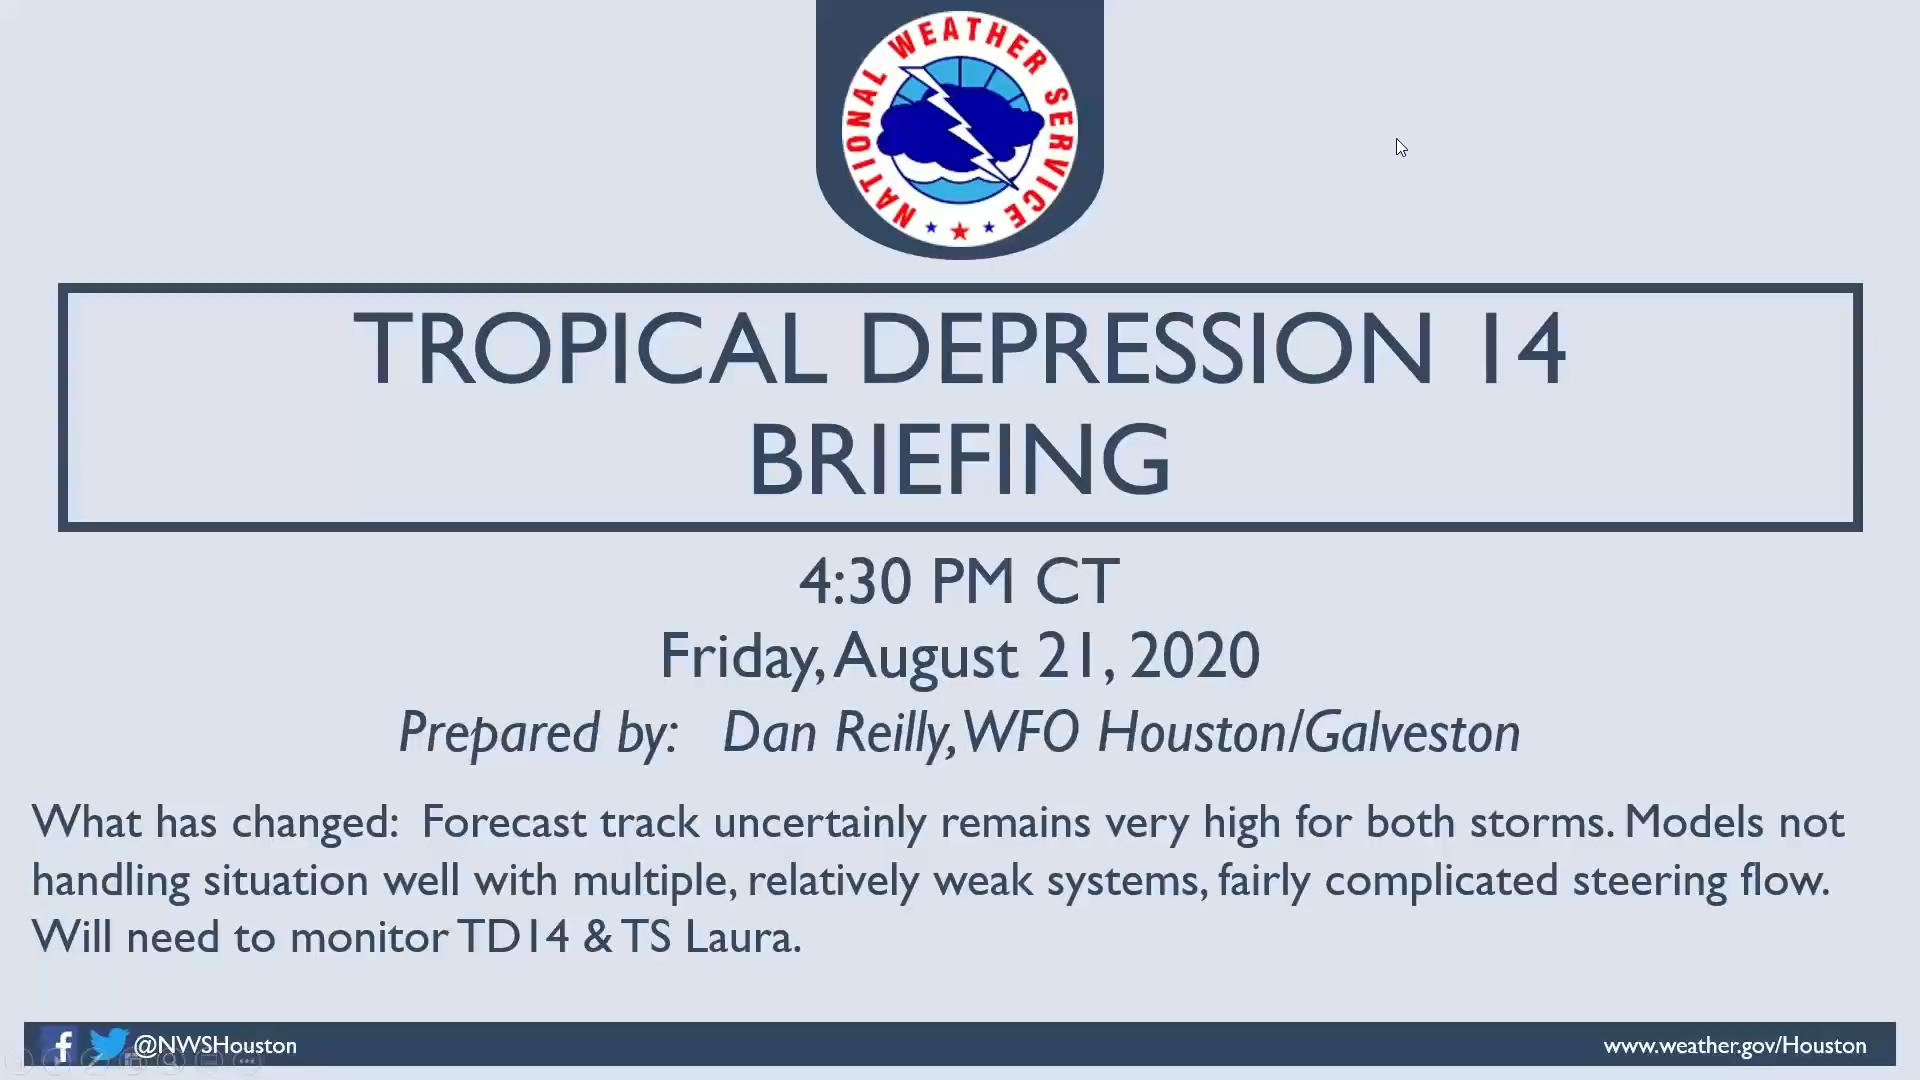 NATIONAL WEATHER SERVICE
TROPICAL DEPRESSION 14
BRIEFING
4:30 PM CT
Friday, August 21, 2020
Prepared by: Dan Reilly, WFO Houston/Galveston
What has changed: Forecast track uncertainly remains very high for both storms. Models not
handling situation well with multiple, relatively weak systems, fairly complicated steering flow.
Will need to monitor TD14 & TS Laura.
@NWSHouston
www.weather.gov/Houston